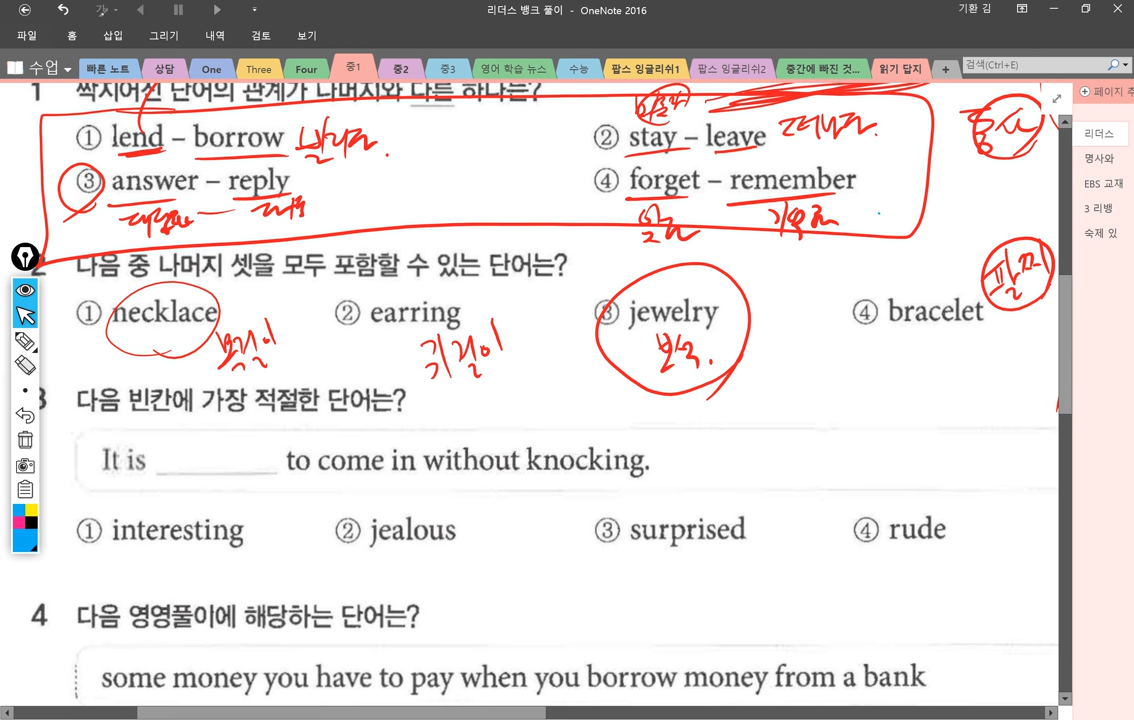 리더스 뱅크 풀이 - OneNote 2016
기환 김
파일 홈 삽입 그리기 내역 검토 보기
수업 빠른 노트 상담 One Three Four 중1 중2 중3 영어 학습 뉴스 수능 팝스 잉글리쉬1 팝스 잉글리쉬2 중간에 빠진 것... 읽기 답지 + 검색(Ctrl+E)
페이지 추
리더스
명사와
EBS 교재
3 리뱅
숙제 있
1 짝지어진 단어의 관계가 나머지와 다른 하나는?
① lend – borrow 빌리다. ② stay – leave 떠나다.
③ answer – reply ④ forget – remember
2 다음 중 나머지 셋을 모두 포함할 수 있는 단어는?
팔찌
① necklace ② earring ③ jewelry ④ bracelet
목걸이 귀걸이 보석.
3 다음 빈칸에 가장 적절한 단어는?
It is ________ to come in without knocking.
① interesting ② jealous ③ surprised ④ rude
4 다음 영영풀이에 해당하는 단어는?
some money you have to pay when you borrow money from a bank